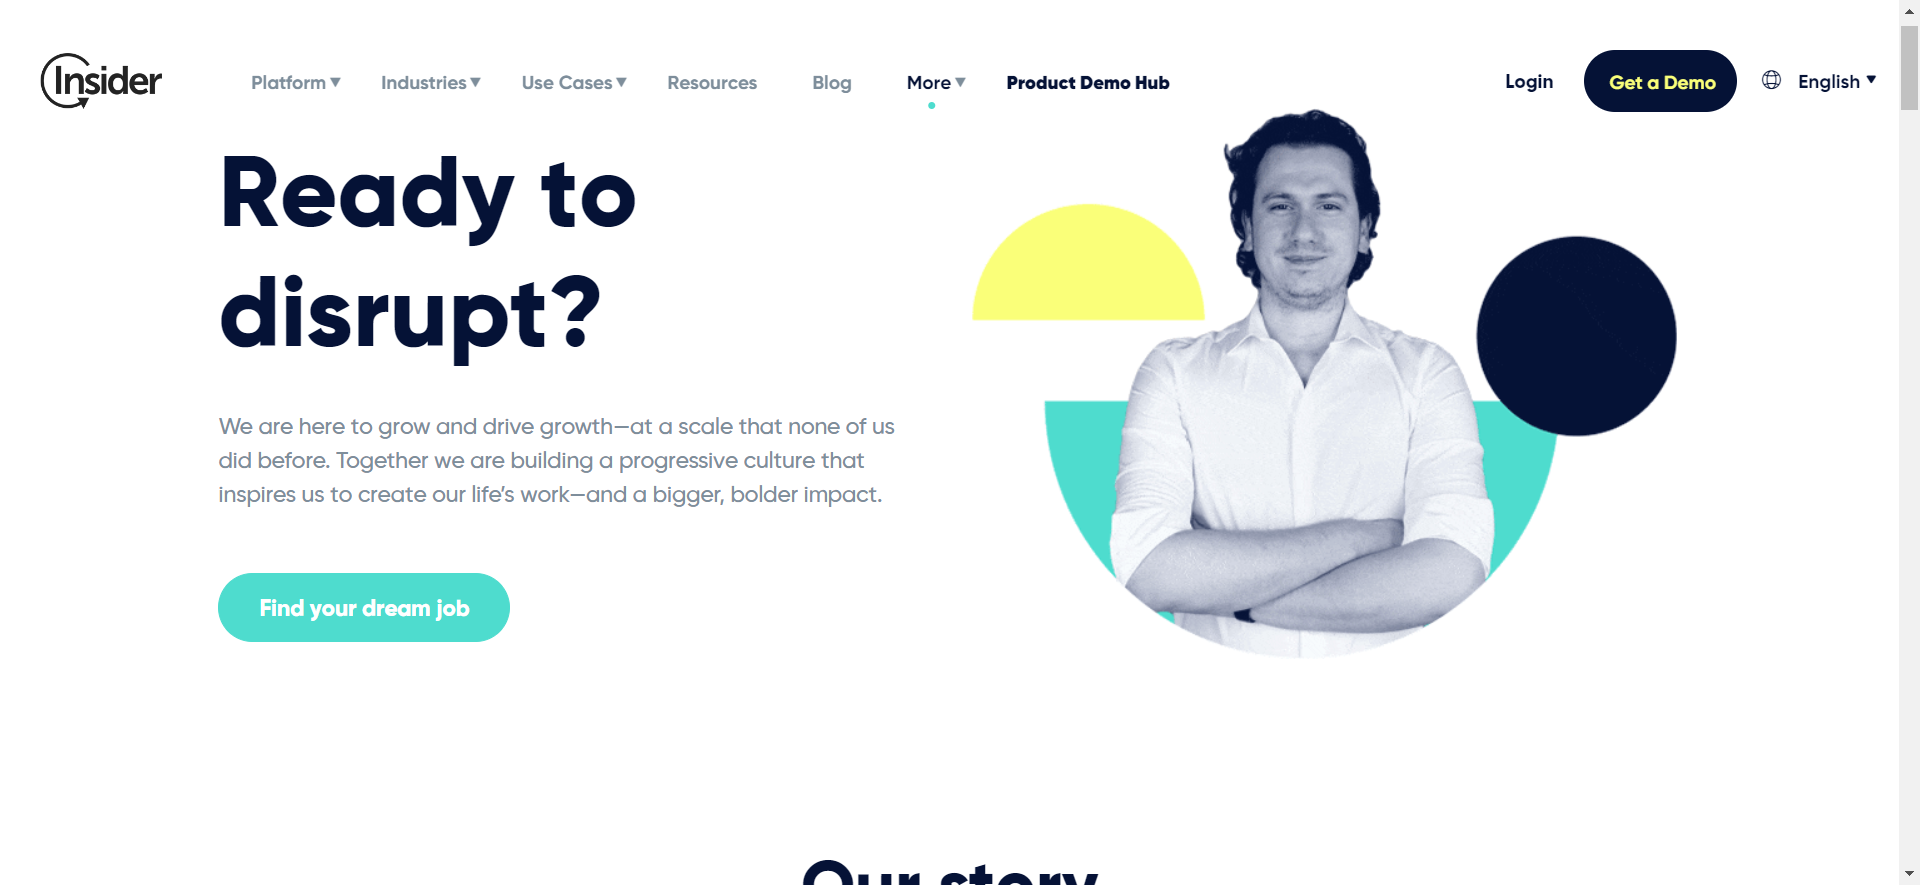 Insider
Platform
Industries
Use Cases
Resources
Blog
More
Product Demo Hub
Login
Get a Demo
English
Ready to
disrupt?
We are here to grow and drive growth—at a scale that none of us
did before. Together we are building a progressive culture that
inspires us to create our life’s work—and a bigger, bolder impact.
Find your dream job
Our story